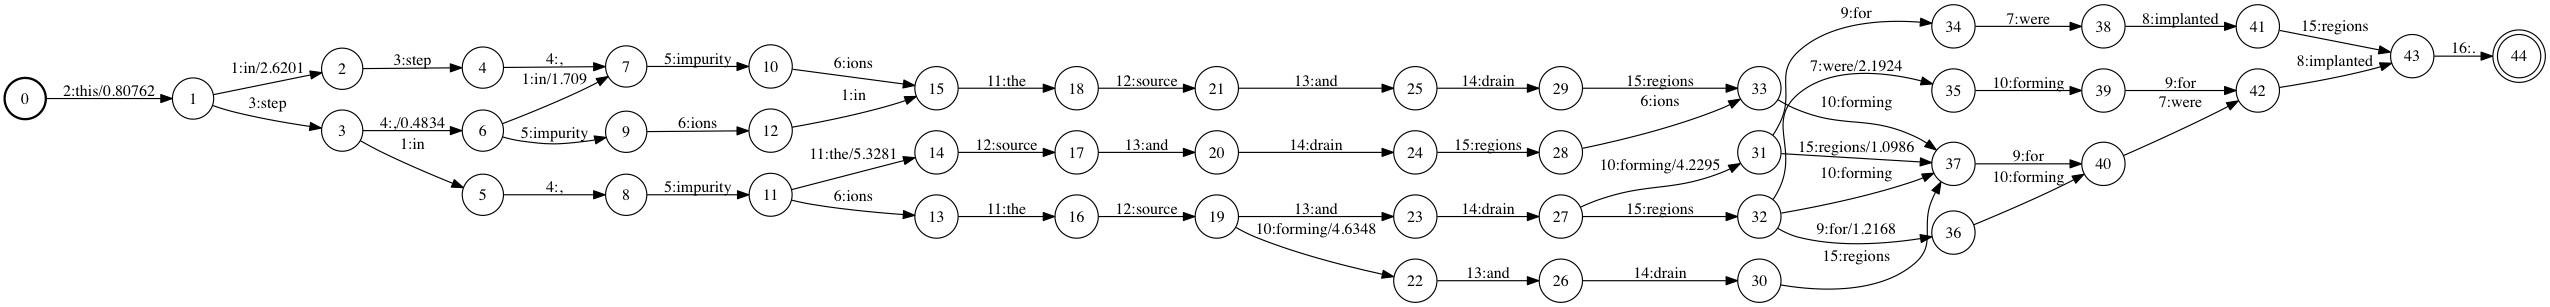 0
2:this/0.80762
1
1:in/2.6201
2
3:step
3
3:step
4
4:,
7
4:,/0.4834
6
1:in/1.709
1:in
5
5:impurity
10
5:impurity
9
6:ions
12
4:,
8
5:impurity
11
6:ions
15
1:in
11:the/5.3281
14
6:ions
13
11:the
18
12:source
21
13:and
25
14:drain
29
15:regions
33
12:source
17
13:and
20
14:drain
24
15:regions
28
6:ions
11:the
16
12:source
19
13:and
23
14:drain
27
10:forming/4.6348
22
13:and
26
14:drain
30
10:forming/4.2295
31
15:regions
32
9:for
34
7:were
38
8:implanted
41
15:regions
7:were/2.1924
35
10:forming
39
9:for
42
10:forming
15:regions/1.0986
37
10:forming
9:for/1.2168
36
15:regions
9:for
40
10:forming
7:were
8:implanted
43
16:.
44